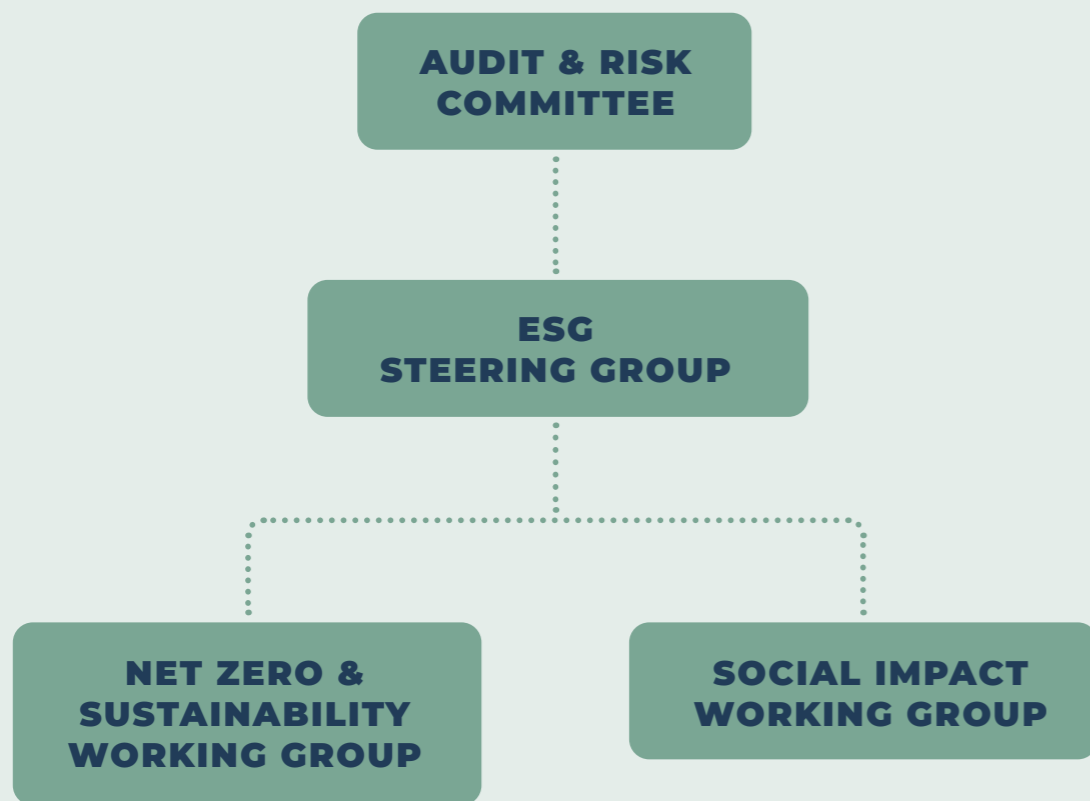 AUDIT & RISK
COMMITTEE
ESG
STEERING GROUP
NET ZERO &
SUSTAINABILITY
WORKING GROUP
SOCIAL IMPACT
WORKING GROUP